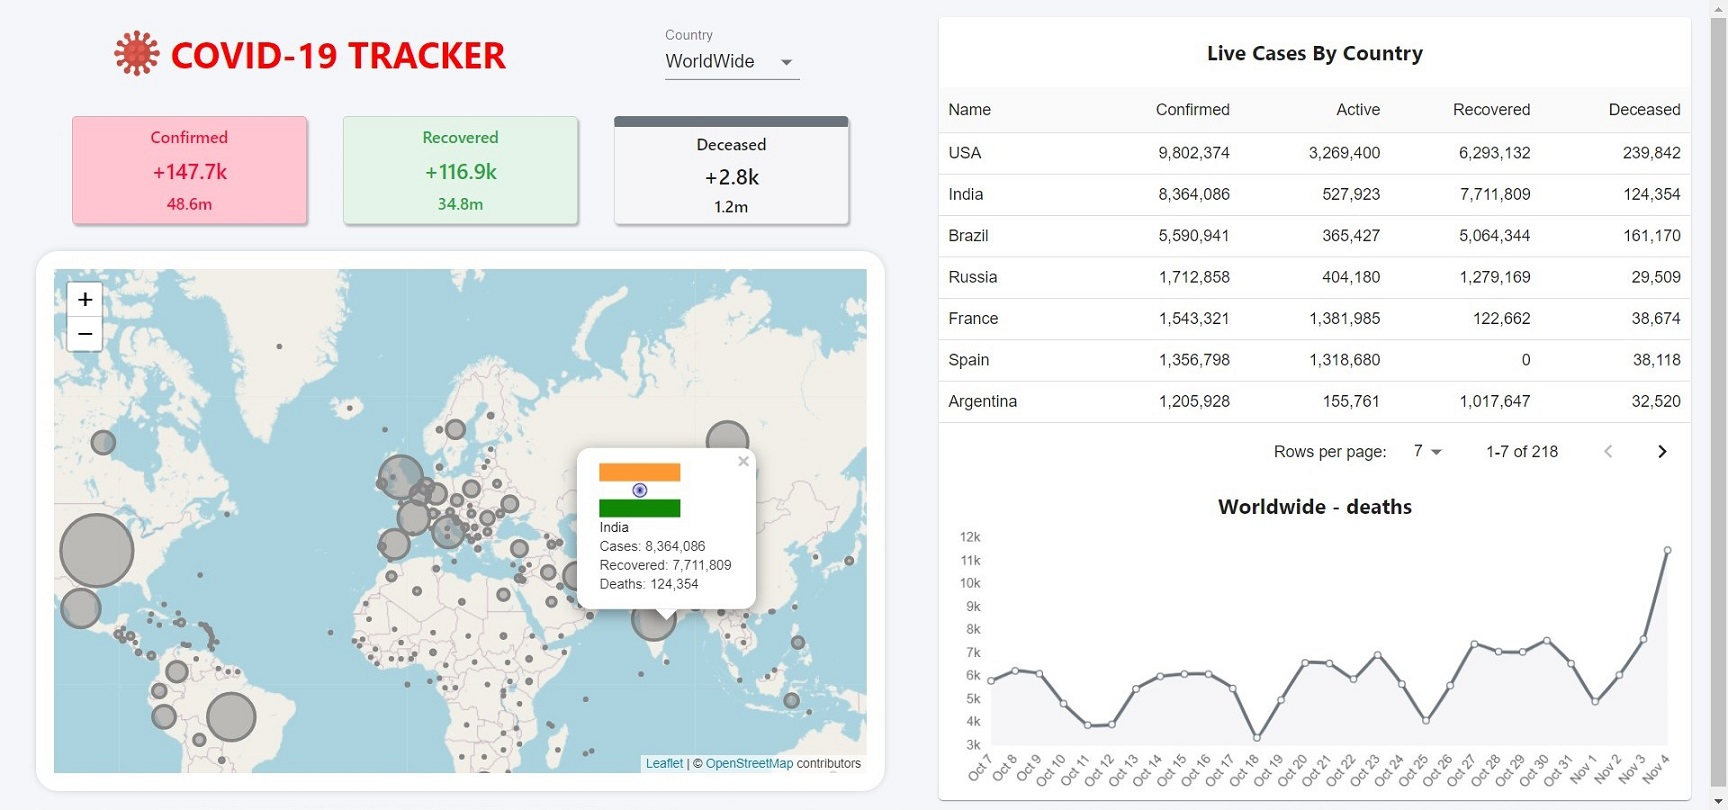 COVID-19 TRACKER
Country
WorldWide
Confirmed
+147.7k
48.6m
Recovered
+116.9k
34.8m
Deceased
+2.8k
1.2m
+
−
×
India
Cases: 8,364,086
Recovered: 7,711,809
Deaths: 124,354
Leaflet | © OpenStreetMap contributors
Live Cases By Country
Name Confirmed Active Recovered Deceased
USA 9,802,374 3,269,400 6,293,132 239,842
India 8,364,086 527,923 7,711,809 124,354
Brazil 5,590,941 365,427 5,064,344 161,170
Russia 1,712,858 404,180 1,279,169 29,509
France 1,543,321 1,381,985 122,662 38,674
Spain 1,356,798 1,318,680 0 38,118
Argentina 1,205,928 155,761 1,017,647 32,520
Rows per page: 7 1-7 of 218
Worldwide - deaths
12k
11k
10k
9k
8k
7k
6k
5k
4k
3k
Oct 7 Oct 8 Oct 9 Oct 10 Oct 11 Oct 12 Oct 13 Oct 14 Oct 15 Oct 16 Oct 17 Oct 18 Oct 19 Oct 20 Oct 21 Oct 22 Oct 23 Oct 24 Oct 25 Oct 26 Oct 27 Oct 28 Oct 29 Oct 30 Oct 31 Nov 1 Nov 2 Nov 3 Nov 4